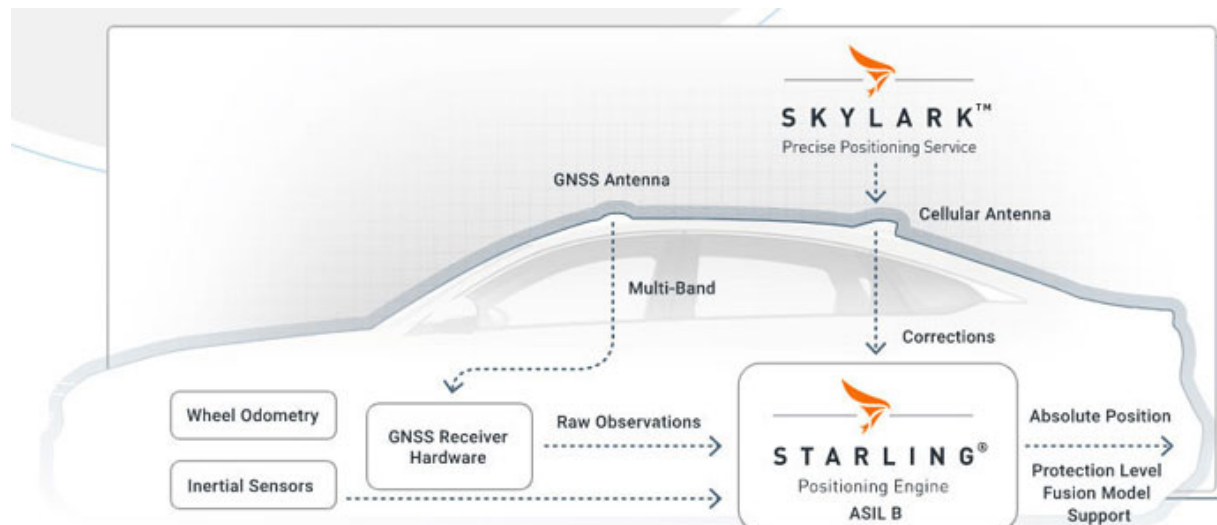 SKYLARK™
Precise Positioning Service
GNSS Antenna
Cellular Antenna
Multi-Band
Corrections
Wheel Odometry
GNSS Receiver
Hardware
Raw Observations
STARLING®
Positioning Engine
ASIL B
Absolute Position
Inertial Sensors
Protection Level
Fusion Model
Support